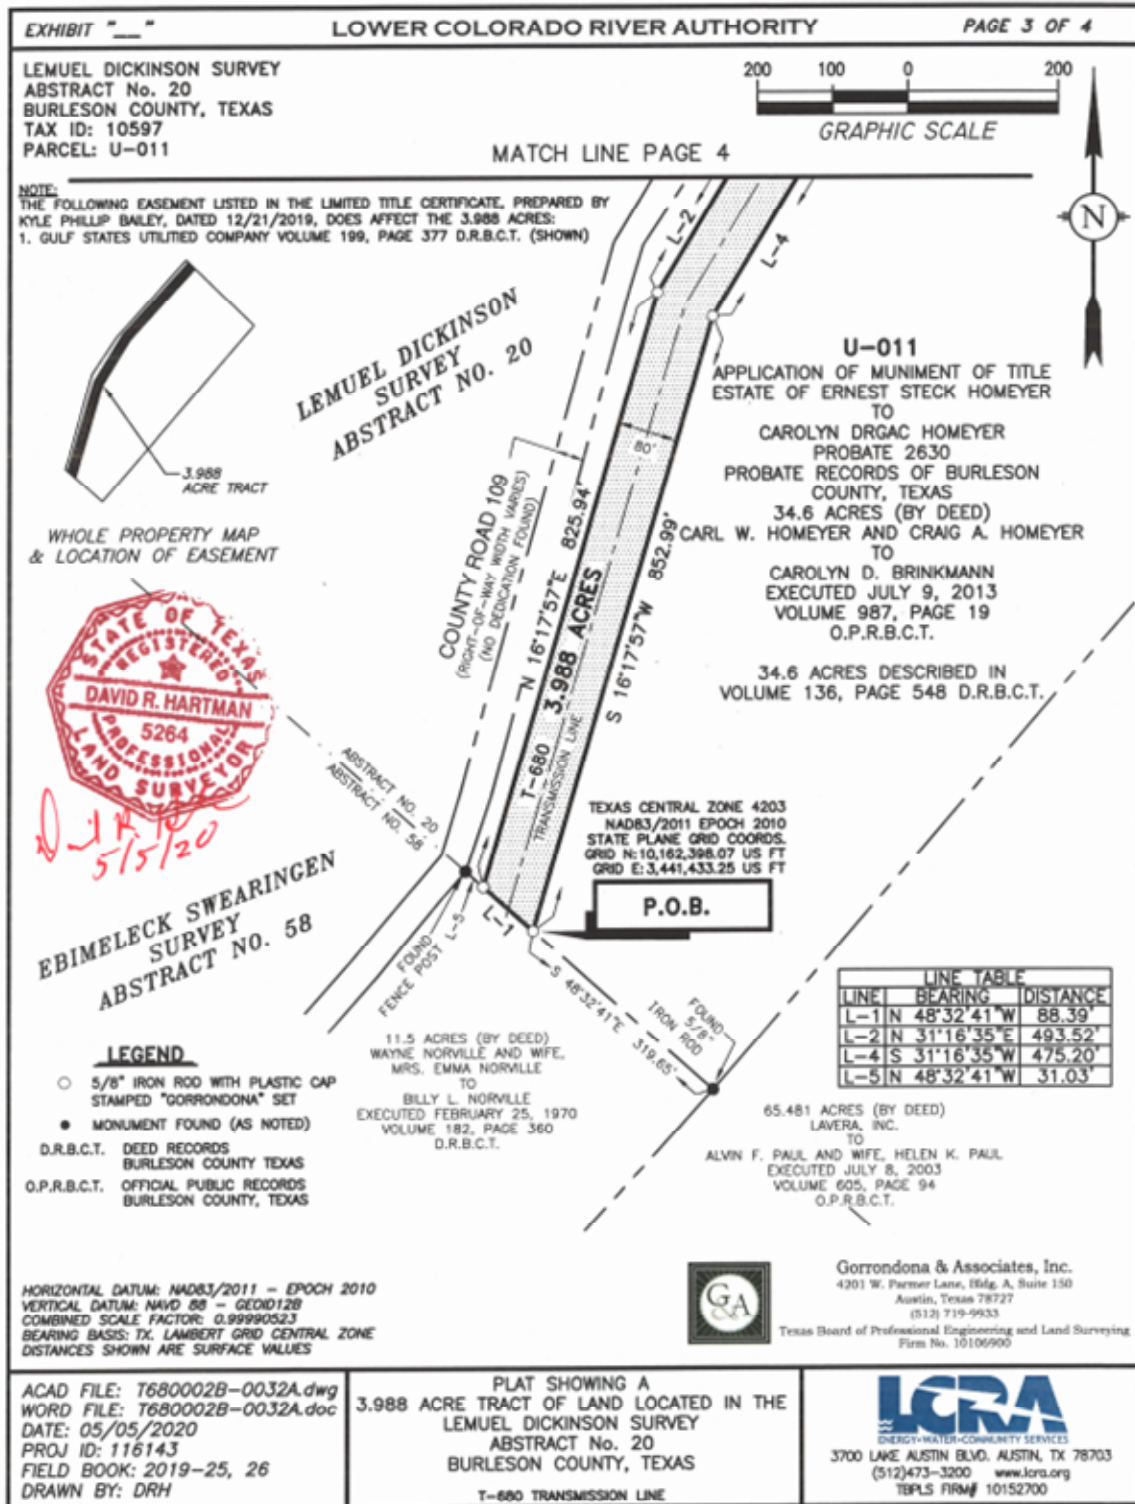 EXHIBIT "__"
LOWER COLORADO RIVER AUTHORITY
PAGE 3 OF 4
LEMUEL DICKINSON SURVEY
ABSTRACT No. 20
BURLESON COUNTY, TEXAS
TAX ID: 10597
PARCEL: U-011
200 100 0 200
GRAPHIC SCALE
MATCH LINE PAGE 4
NOTE:
THE FOLLOWING EASEMENT LISTED IN THE LIMITED TITLE CERTIFICATE, PREPARED BY
KYLE PHILLIP BAILEY, DATED 12/21/2019, DOES AFFECT THE 3.988 ACRES:
1. GULF STATES UTILITIED COMPANY VOLUME 199, PAGE 377 D.R.B.C.T. (SHOWN)
N
L-2
L-4
LEMUEL DICKINSON
SURVEY
ABSTRACT NO. 20
3.988
ACRE TRACT
WHOLE PROPERTY MAP
& LOCATION OF EASEMENT
U-011
APPLICATION OF MUNIMENT OF TITLE
ESTATE OF ERNEST STECK HOMEYER
TO
CAROLYN DRGAC HOMEYER
PROBATE 2630
PROBATE RECORDS OF BURLESON
COUNTY, TEXAS
34.6 ACRES (BY DEED)
CARL W. HOMEYER AND CRAIG A. HOMEYER
TO
CAROLYN D. BRINKMANN
EXECUTED JULY 9, 2013
VOLUME 987, PAGE 19
O.P.R.B.C.T.
34.6 ACRES DESCRIBED IN
VOLUME 136, PAGE 548 D.R.B.C.T.
80'
COUNTY ROAD 109
(RIGHT-OF-WAY WIDTH VARIES)
(NO DEDICATION FOUND)
N 16°17'57"E 825.94'
3.988 ACRES
T-680
TRANSMISSION LINE
S 16°17'57"W 852.99'
STATE OF TEXAS
REGISTERED
DAVID R. HARTMAN
5264
PROFESSIONAL
LAND SURVEYOR
5/5/20
ABSTRACT NO. 20
ABSTRACT NO. 58
EBIMELECK SWEARINGEN
SURVEY
ABSTRACT NO. 58
TEXAS CENTRAL ZONE 4203
NAD83/2011 EPOCH 2010
STATE PLANE GRID COORDS.
GRID N: 10,162,398.07 US FT
GRID E: 3,441,433.25 US FT
P.O.B.
FOUND
FENCE POST
L-5
L-1
S 48°32'41"E 319.65'
FOUND
5/8"
IRON ROD
LINE TABLE
LINE BEARING DISTANCE
L-1 N 48°32'41"W 88.39'
L-2 N 31°16'35"E 493.52'
L-4 S 31°16'35"W 475.20'
L-5 N 48°32'41"W 31.03'
11.5 ACRES (BY DEED)
WAYNE NORVILLE AND WIFE,
MRS. EMMA NORVILLE
TO
BILLY L. NORVILLE
EXECUTED FEBRUARY 25, 1970
VOLUME 182, PAGE 360
D.R.B.C.T.
65.481 ACRES (BY DEED)
LAVERA, INC.
TO
ALVIN F. PAUL AND WIFE, HELEN K. PAUL
EXECUTED JULY 8, 2003
VOLUME 605, PAGE 94
O.P.R.B.C.T.
LEGEND
5/8" IRON ROD WITH PLASTIC CAP
STAMPED "GORRONDONA" SET
MONUMENT FOUND (AS NOTED)
D.R.B.C.T. DEED RECORDS
BURLESON COUNTY TEXAS
O.P.R.B.C.T. OFFICIAL PUBLIC RECORDS
BURLESON COUNTY, TEXAS
HORIZONTAL DATUM: NAD83/2011 - EPOCH 2010
VERTICAL DATUM: NAVD 88 - GEOID12B
COMBINED SCALE FACTOR: 0.99990523
BEARING BASIS: TX. LAMBERT GRID CENTRAL ZONE
DISTANCES SHOWN ARE SURFACE VALUES
G&A
Gorrondona & Associates, Inc.
4201 W. Parmer Lane, Bldg. A, Suite 150
Austin, Texas 78727
(512) 719-9933
Texas Board of Professional Engineering and Land Surveying
Firm No. 10106900
ACAD FILE: T680002B-0032A.dwg
WORD FILE: T680002B-0032A.doc
DATE: 05/05/2020
PROJ ID: 116143
FIELD BOOK: 2019-25, 26
DRAWN BY: DRH
PLAT SHOWING A
3.988 ACRE TRACT OF LAND LOCATED IN THE
LEMUEL DICKINSON SURVEY
ABSTRACT No. 20
BURLESON COUNTY, TEXAS
T-680 TRANSMISSION LINE
LCRA
ENERGY•WATER•COMMUNITY SERVICES
3700 LAKE AUSTIN BLVD. AUSTIN, TX 78703
(512)473-3200 www.lcra.org
TBPLS FIRM# 10152700